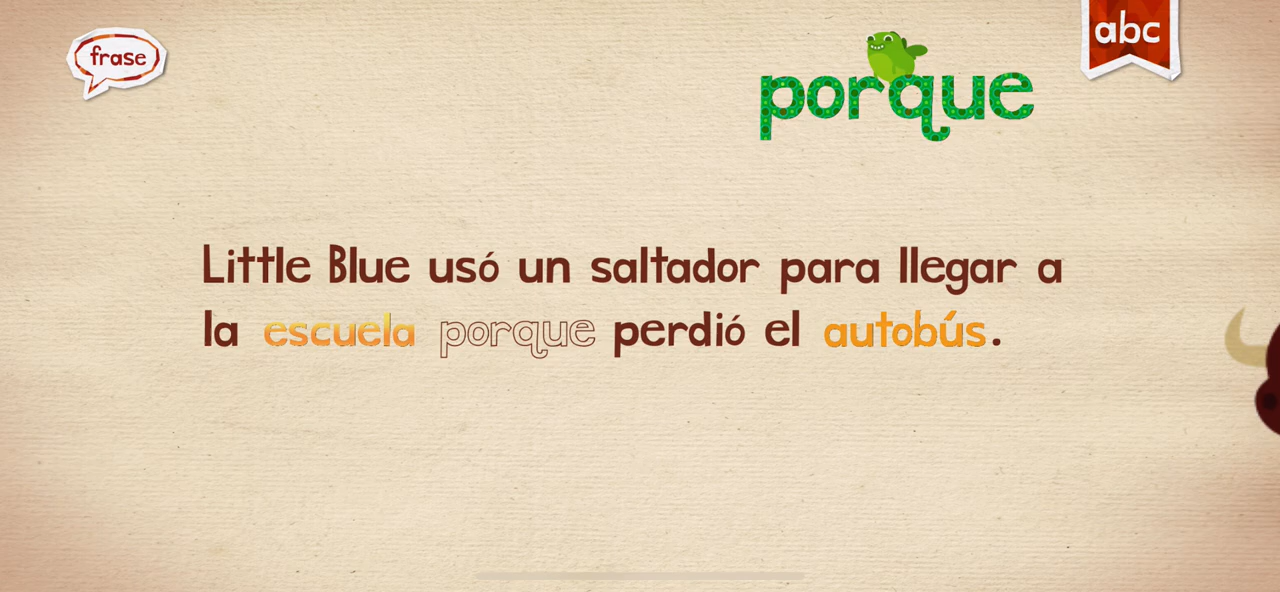 frase
porque
abc
Little Blue usó un saltador para llegar a
la escuela porque perdió el autobús.